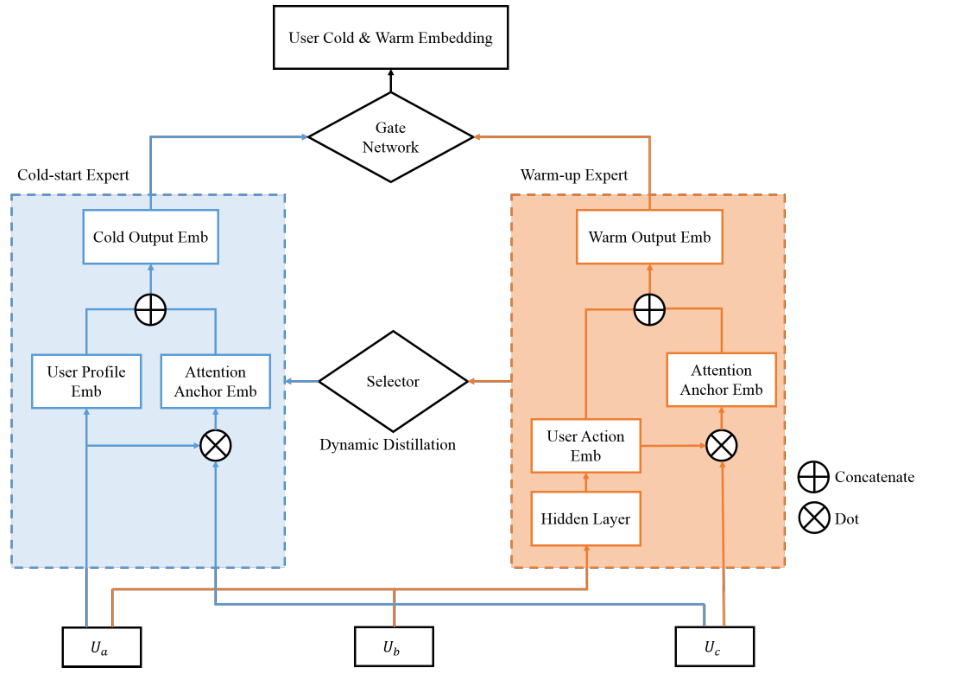 User Cold & Warm Embedding
Gate
Network
Cold-start Expert
Warm-up Expert
Cold Output Emb
Warm Output Emb
User Profile
Emb
Attention
Anchor Emb
Selector
Dynamic Distillation
Attention
Anchor Emb
User Action
Emb
Hidden Layer
Concatenate
Dot
U_a
U_b
U_c